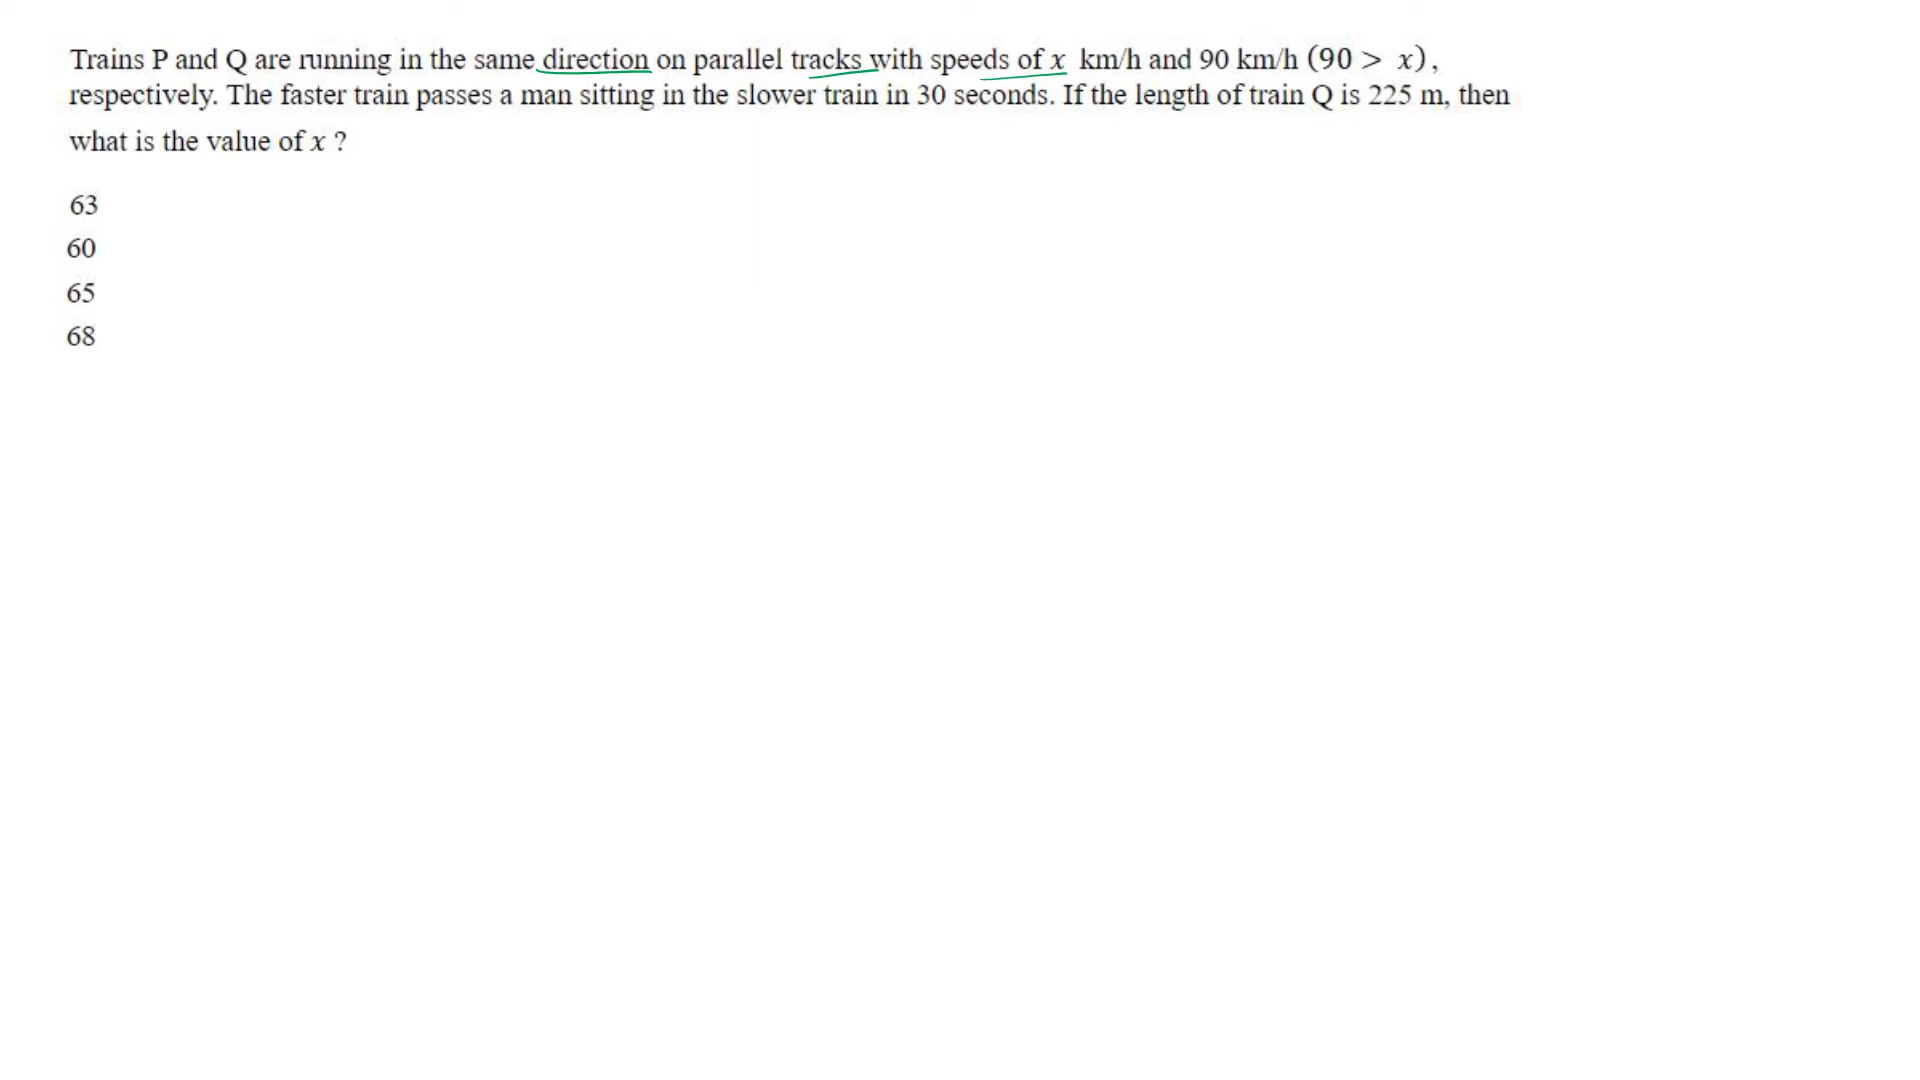 Trains P and Q are running in the same direction on parallel tracks with speeds of x km/h and 90 km/h (90 > x),
respectively. The faster train passes a man sitting in the slower train in 30 seconds. If the length of train Q is 225 m, then
what is the value of x ?
63
60
65
68